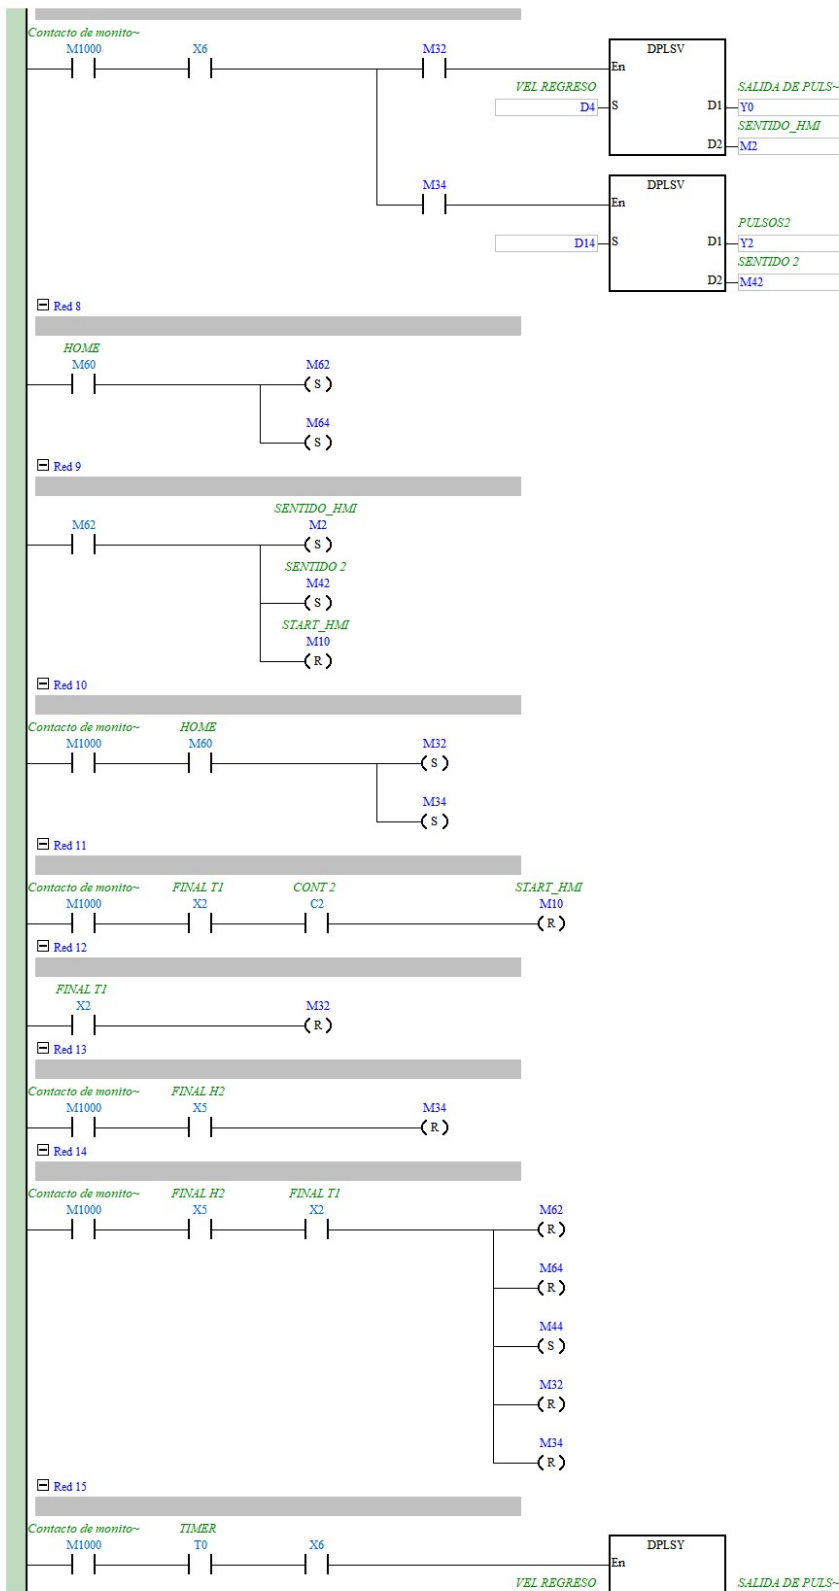 Contacto de monito~
M1000 X6 M32 DPLSV
En
VEL REGRESO SALIDA DE PULS~
D4 S D1 Y0
SENTIDO_HMI
D2 M2
M34 DPLSV
En
PULSOS2
D14 S D1 Y2
SENTIDO 2
D2 M42
Red 8
HOME
M60 M62
( S )
M64
( S )
Red 9
SENTIDO_HMI
M62 M2
( S )
SENTIDO 2
M42
( S )
START_HMI
M10
( R )
Red 10
Contacto de monito~ HOME
M1000 M60 M32
( S )
M34
( S )
Red 11
Contacto de monito~ FINAL T1 CONT 2 START_HMI
M1000 X2 C2 M10
( R )
Red 12
FINAL T1
X2 M32
( R )
Red 13
Contacto de monito~ FINAL H2
M1000 X5 M34
( R )
Red 14
Contacto de monito~ FINAL H2 FINAL T1
M1000 X5 X2 M62
( R )
M64
( R )
M44
( S )
M32
( R )
M34
( R )
Red 15
Contacto de monito~ TIMER
M1000 T0 X6 DPLSY
En
VEL REGRESO SALIDA DE PULS~